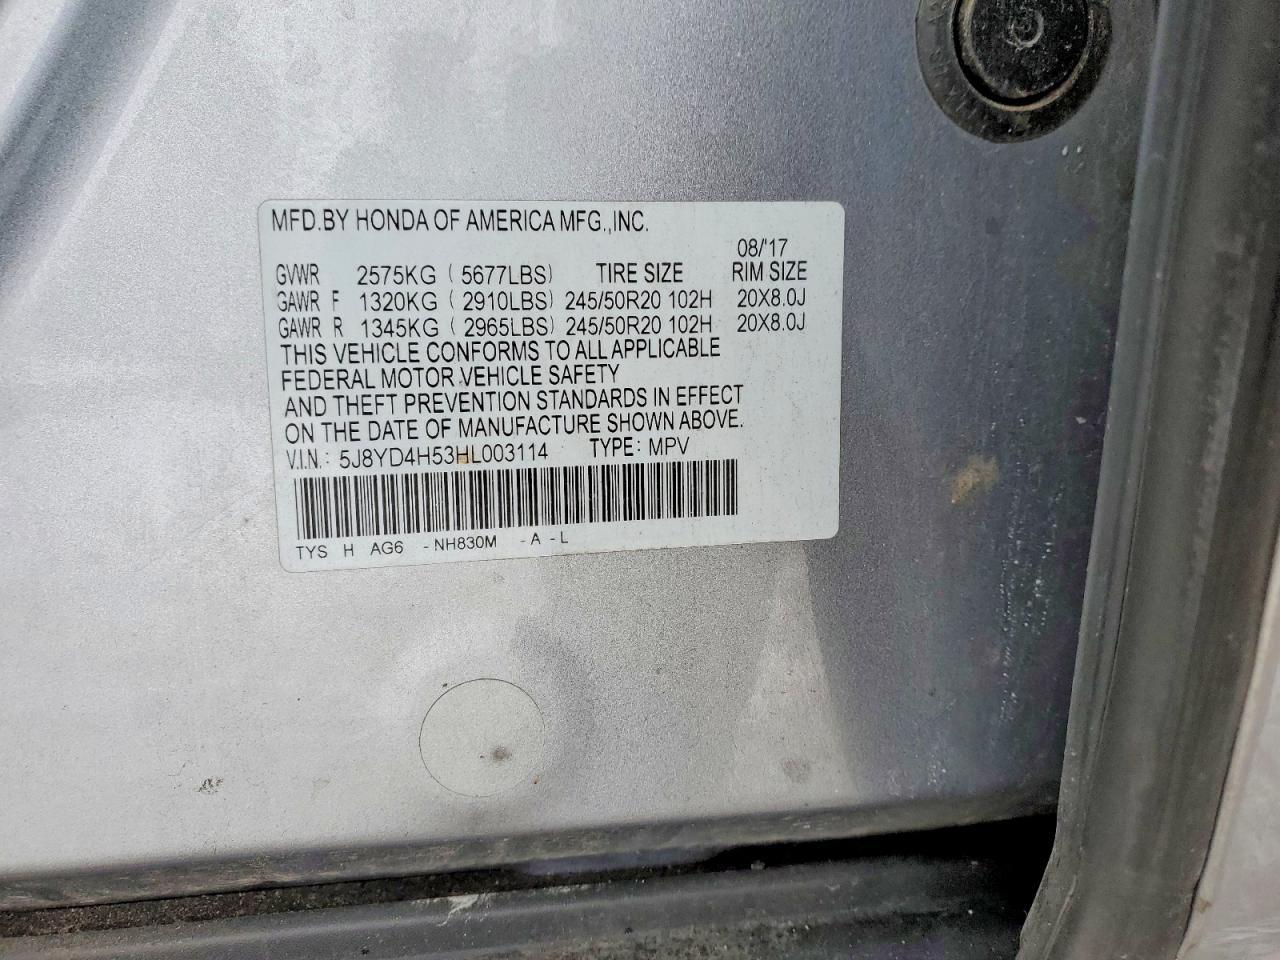 MFD.BY HONDA OF AMERICA MFG.,INC.
08/'17
GVWR 2575KG ( 5677LBS) TIRE SIZE RIM SIZE
GAWR F 1320KG ( 2910LBS) 245/50R20 102H 20X8.0J
GAWR R 1345KG ( 2965LBS) 245/50R20 102H 20X8.0J
THIS VEHICLE CONFORMS TO ALL APPLICABLE
FEDERAL MOTOR VEHICLE SAFETY
AND THEFT PREVENTION STANDARDS IN EFFECT
ON THE DATE OF MANUFACTURE SHOWN ABOVE.
V.I.N.: 5J8YD4H53HL003114 TYPE: MPV
TYS H AG6 -NH830M -A -L